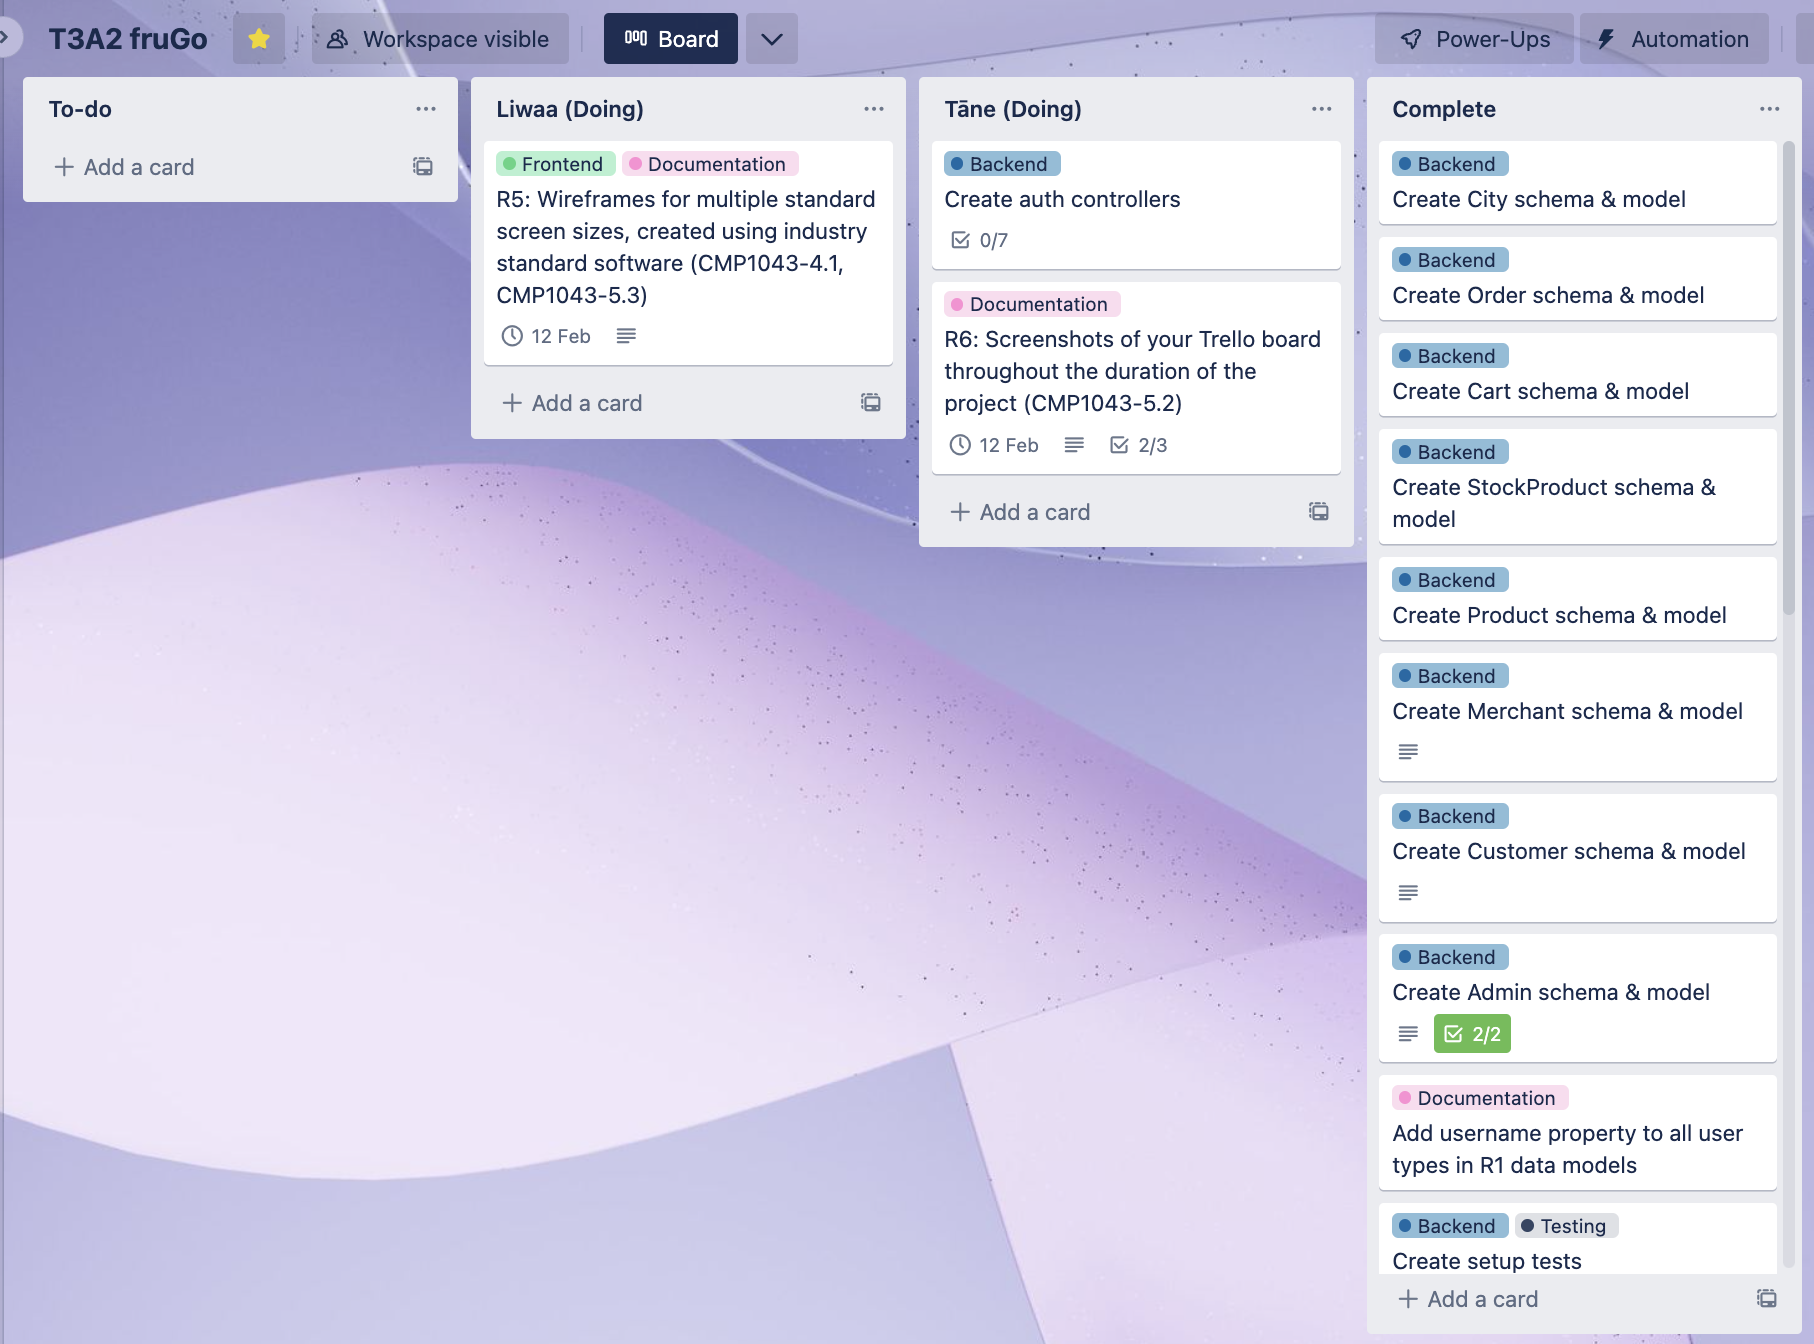 T3A2 fruGo
Workspace visible
Board
Power-Ups
Automation
To-do
Add a card
Liwaa (Doing)
Frontend Documentation
R5: Wireframes for multiple standard
screen sizes, created using industry
standard software (CMP1043-4.1,
CMP1043-5.3)
12 Feb
Add a card
Tāne (Doing)
Backend
Create auth controllers
0/7
Documentation
R6: Screenshots of your Trello board
throughout the duration of the
project (CMP1043-5.2)
12 Feb 2/3
Add a card
Complete
Backend
Create City schema & model
Backend
Create Order schema & model
Backend
Create Cart schema & model
Backend
Create StockProduct schema &
model
Backend
Create Product schema & model
Backend
Create Merchant schema & model
Backend
Create Customer schema & model
Backend
Create Admin schema & model
2/2
Documentation
Add username property to all user
types in R1 data models
Backend Testing
Create setup tests
Add a card